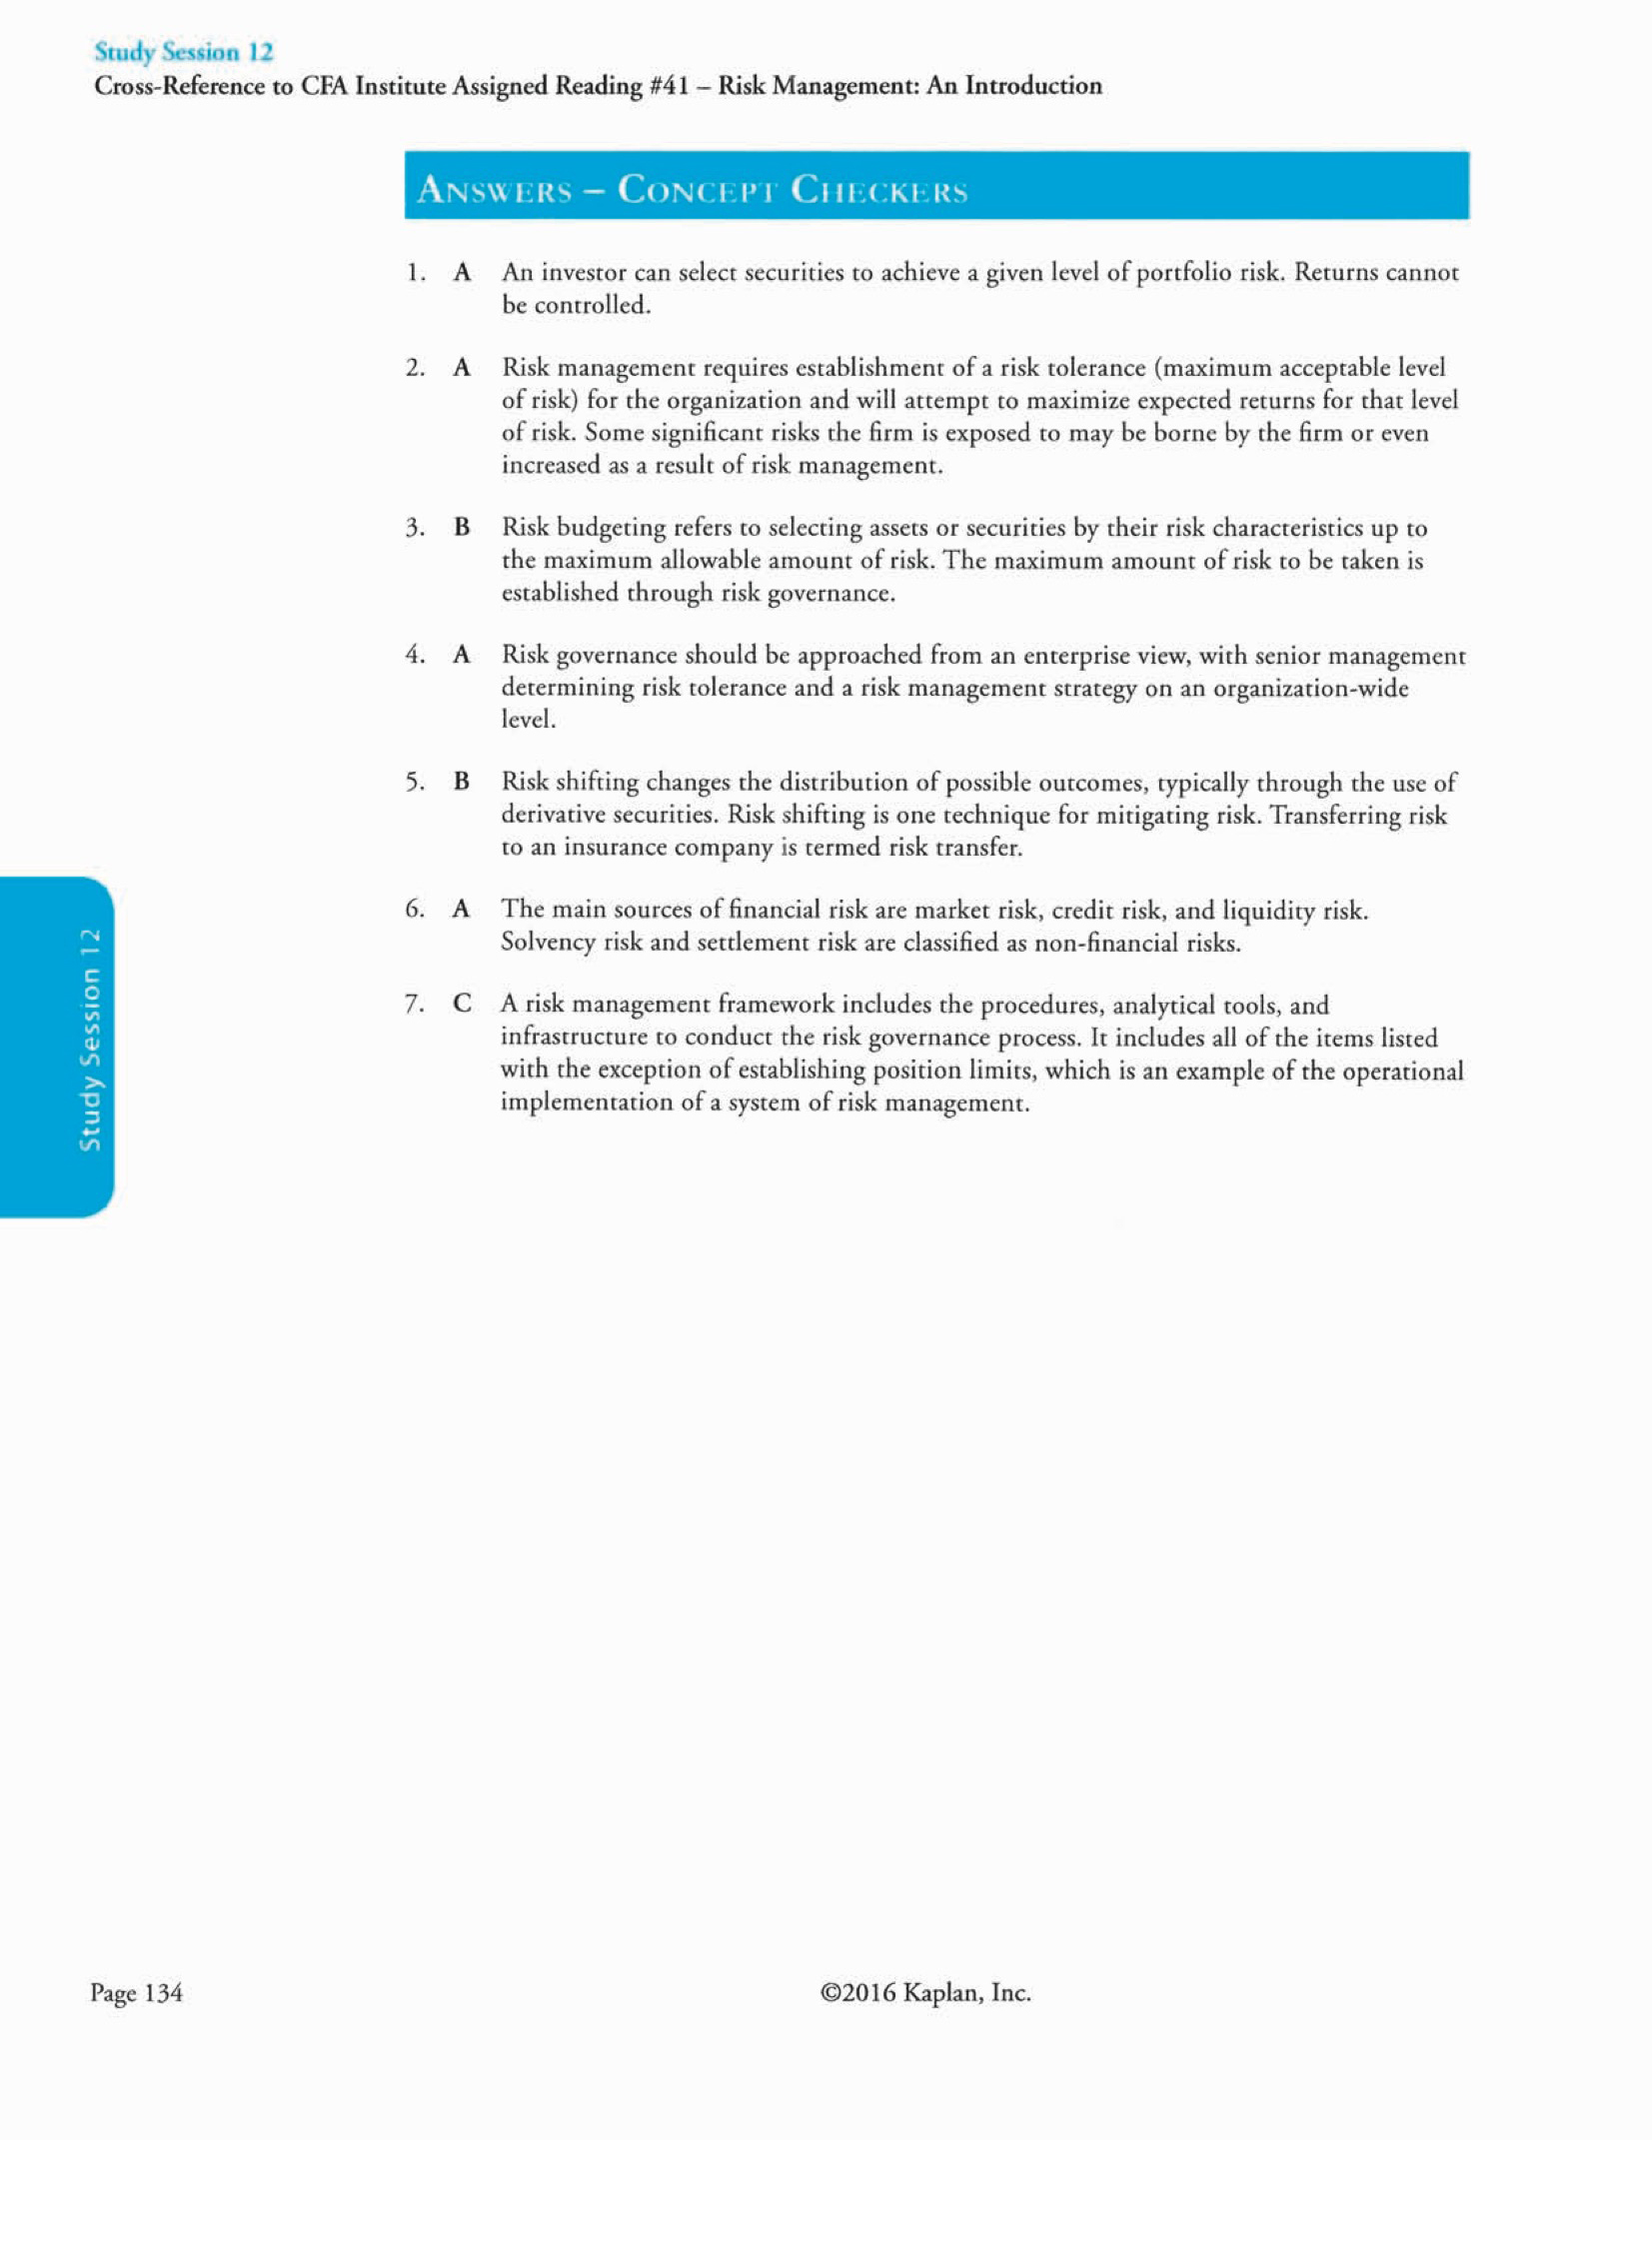 Study Session 12
Cross-Reference to CFA Institute Assigned Reading #41 – Risk Management: An Introduction
ANSWERS – CONCEPT CHECKERS
1. A An investor can select securities to achieve a given level of portfolio risk. Returns cannot
be controlled.
2. A Risk management requires establishment of a risk tolerance (maximum acceptable level
of risk) for the organization and will attempt to maximize expected returns for that level
of risk. Some significant risks the firm is exposed to may be borne by the firm or even
increased as a result of risk management.
3. B Risk budgeting refers to selecting assets or securities by their risk characteristics up to
the maximum allowable amount of risk. The maximum amount of risk to be taken is
established through risk governance.
4. A Risk governance should be approached from an enterprise view, with senior management
determining risk tolerance and a risk management strategy on an organization-wide
level.
5. B Risk shifting changes the distribution of possible outcomes, typically through the use of
derivative securities. Risk shifting is one technique for mitigating risk. Transferring risk
to an insurance company is termed risk transfer.
6. A The main sources of financial risk are market risk, credit risk, and liquidity risk.
Solvency risk and settlement risk are classified as non-financial risks.
7. C A risk management framework includes the procedures, analytical tools, and
infrastructure to conduct the risk governance process. It includes all of the items listed
with the exception of establishing position limits, which is an example of the operational
implementation of a system of risk management.
Study Session 12
Page 134
©2016 Kaplan, Inc.